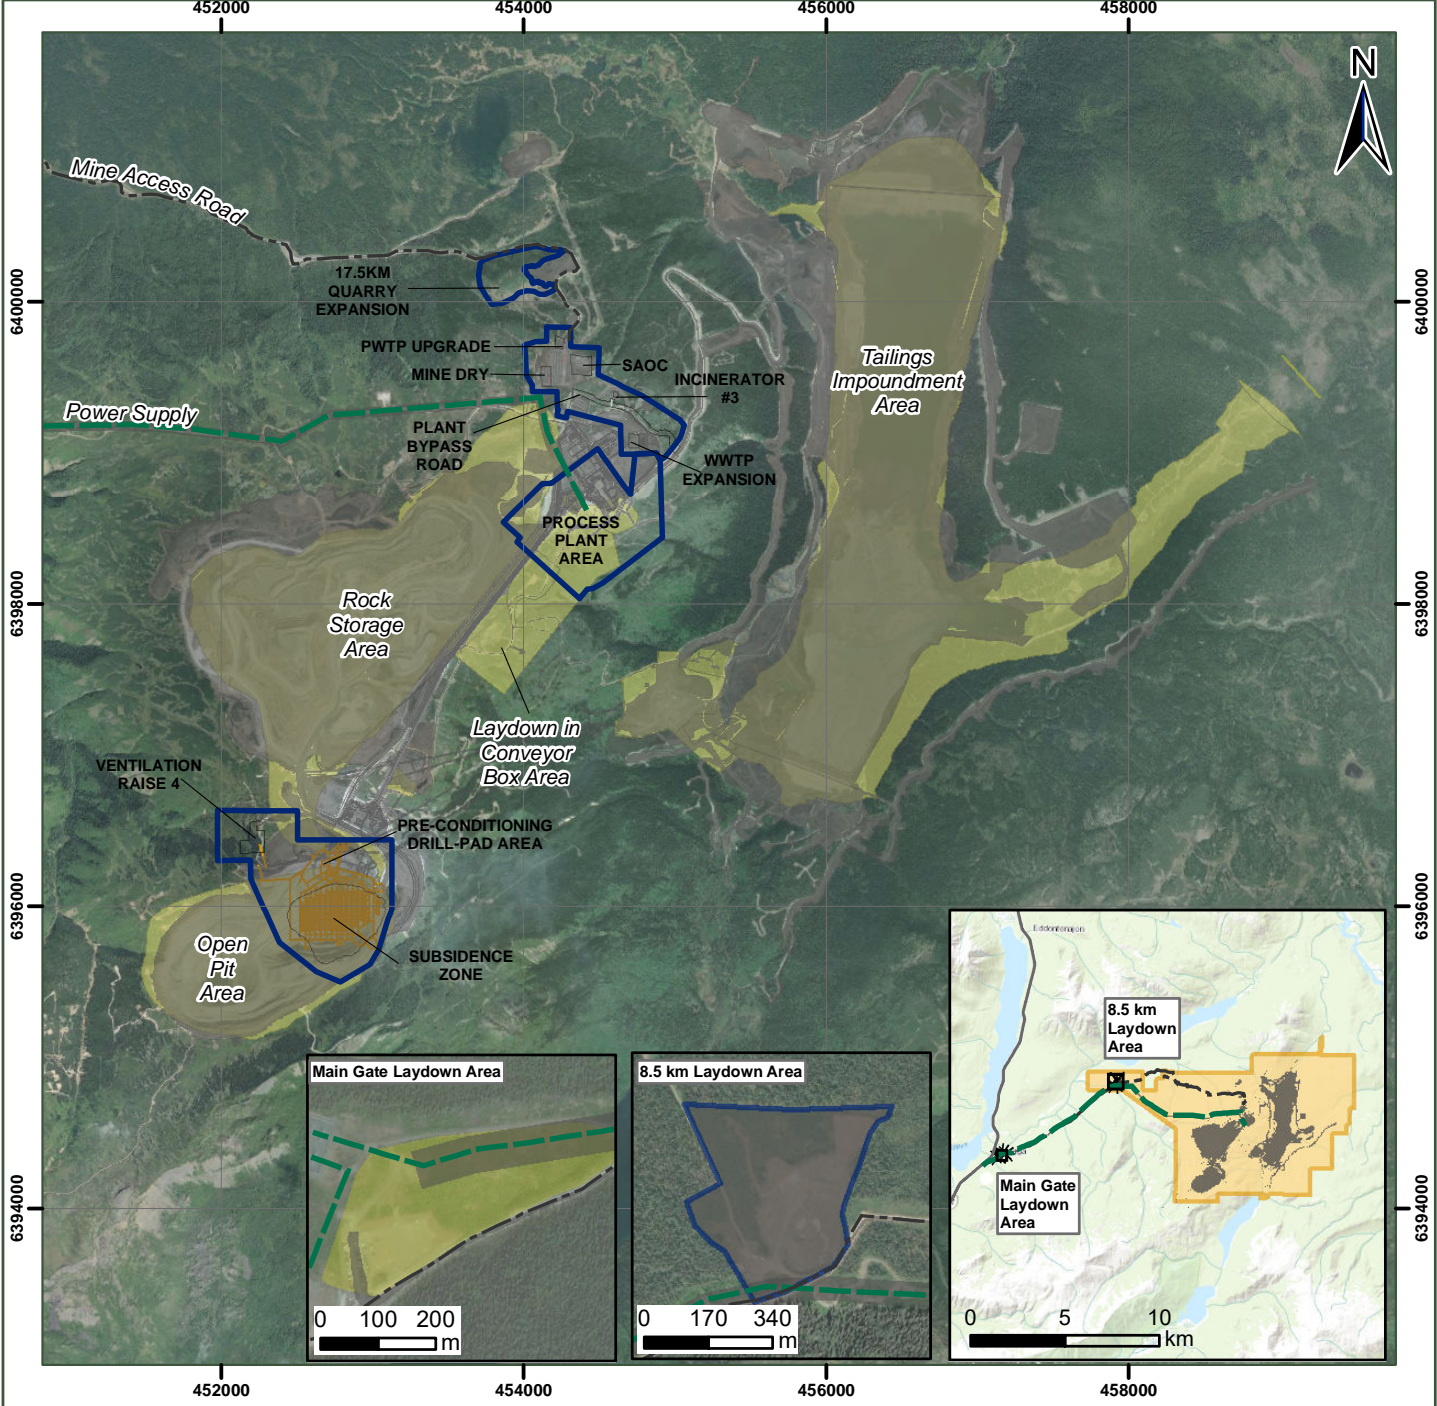 452000
454000
456000
458000
N
Mine Access Road
17.5KM
QUARRY
EXPANSION
6400000
6400000
PWTP UPGRADE
SAOC
MINE DRY
INCINERATOR
#3
Tailings
Impoundment
Area
Power Supply
PLANT
BYPASS
ROAD
WWTP
EXPANSION
PROCESS
PLANT
AREA
6398000
6398000
Rock
Storage
Area
Laydown in
Conveyor
Box Area
VENTILATION
RAISE 4
PRE-CONDITIONING
DRILL-PAD AREA
6396000
6396000
Open
Pit
Area
SUBSIDENCE
ZONE
Eddontenajon
8.5 km
Laydown
Area
Main Gate
Laydown
Area
0 5 10
km
Main Gate Laydown Area
0 100 200
m
8.5 km Laydown Area
0 170 340
m
6394000
6394000
452000
454000
456000
458000